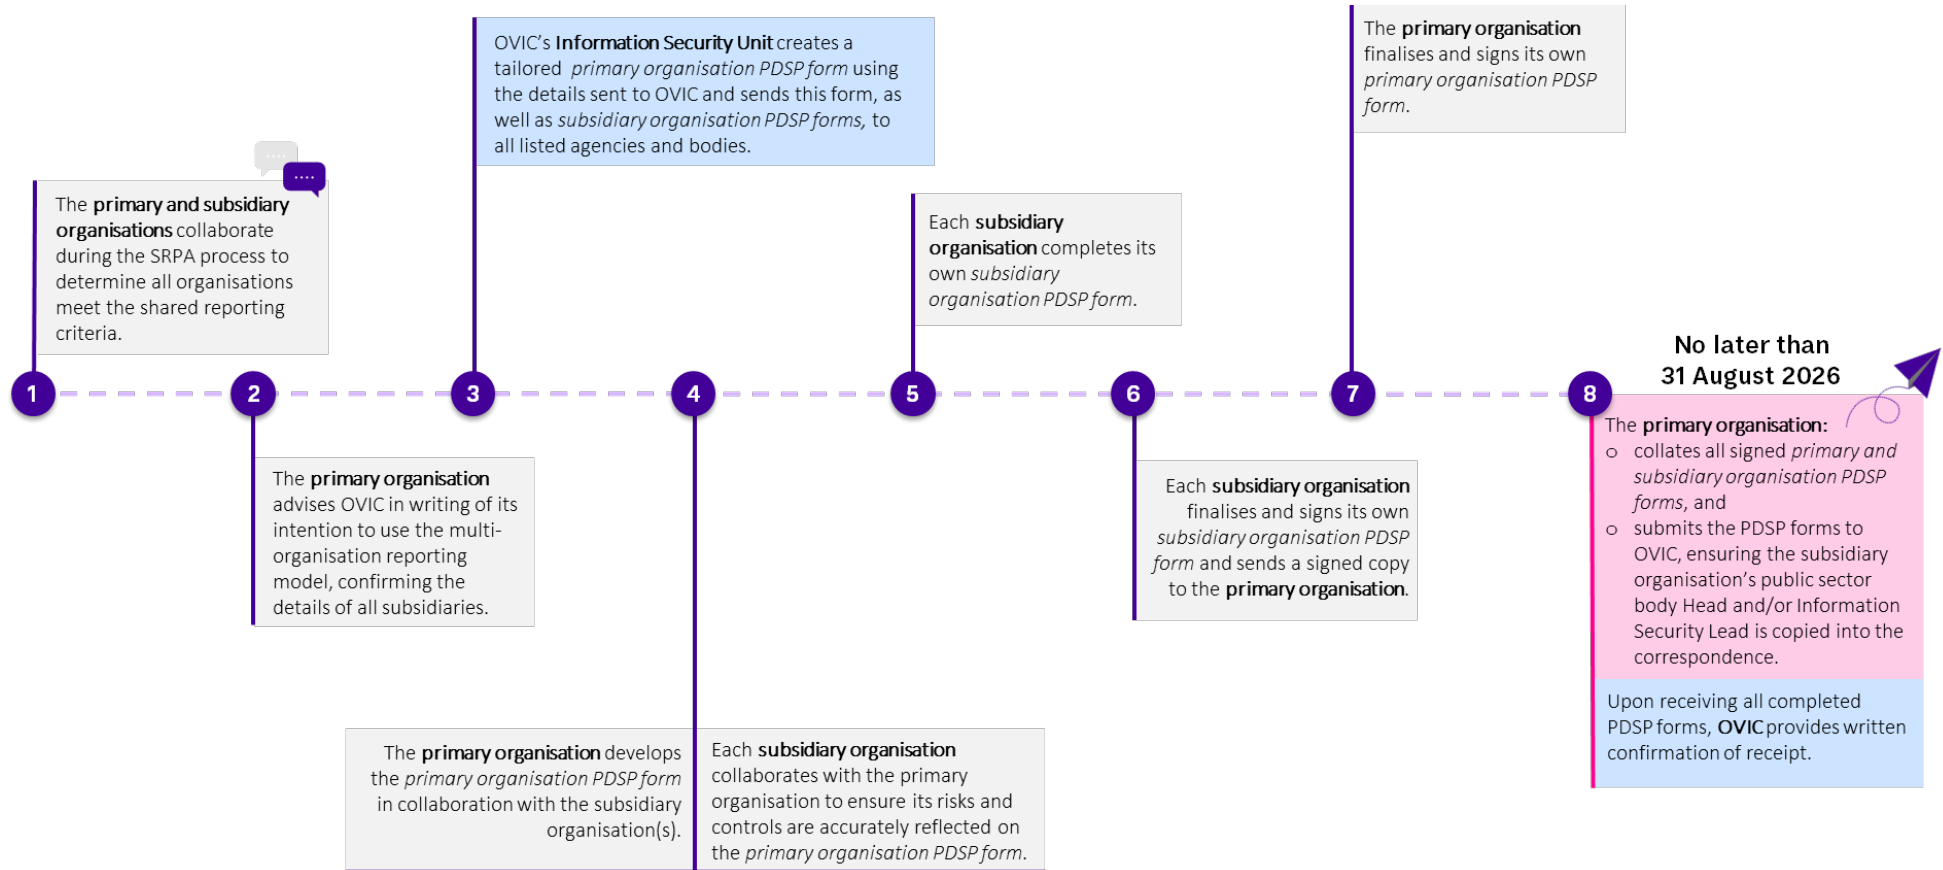 1
The primary and subsidiary
organisations collaborate
during the SRPA process to
determine all organisations
meet the shared reporting
criteria.
2
The primary organisation
advises OVIC in writing of its
intention to use the multi-
organisation reporting
model, confirming the
details of all subsidiaries.
3
OVIC's Information Security Unit creates a
tailored primary organisation PDSP form using
the details sent to OVIC and sends this form, as
well as subsidiary organisation PDSP forms, to
all listed agencies and bodies.
4
The primary organisation develops
the primary organisation PDSP form
in collaboration with the subsidiary
organisation(s).
Each subsidiary organisation
collaborates with the primary
organisation to ensure its risks and
controls are accurately reflected on
the primary organisation PDSP form.
5
Each subsidiary
organisation completes its
own subsidiary
organisation PDSP form.
6
Each subsidiary organisation
finalises and signs its own
subsidiary organisation PDSP
form and sends a signed copy
to the primary organisation.
7
The primary organisation
finalises and signs its own
primary organisation PDSP
form.
8
No later than
31 August 2026
The primary organisation:
o collates all signed primary and
subsidiary organisation PDSP
forms, and
o submits the PDSP forms to
OVIC, ensuring the subsidiary
organisation's public sector
body Head and/or Information
Security Lead is copied into the
correspondence.
Upon receiving all completed
PDSP forms, OVIC provides written
confirmation of receipt.